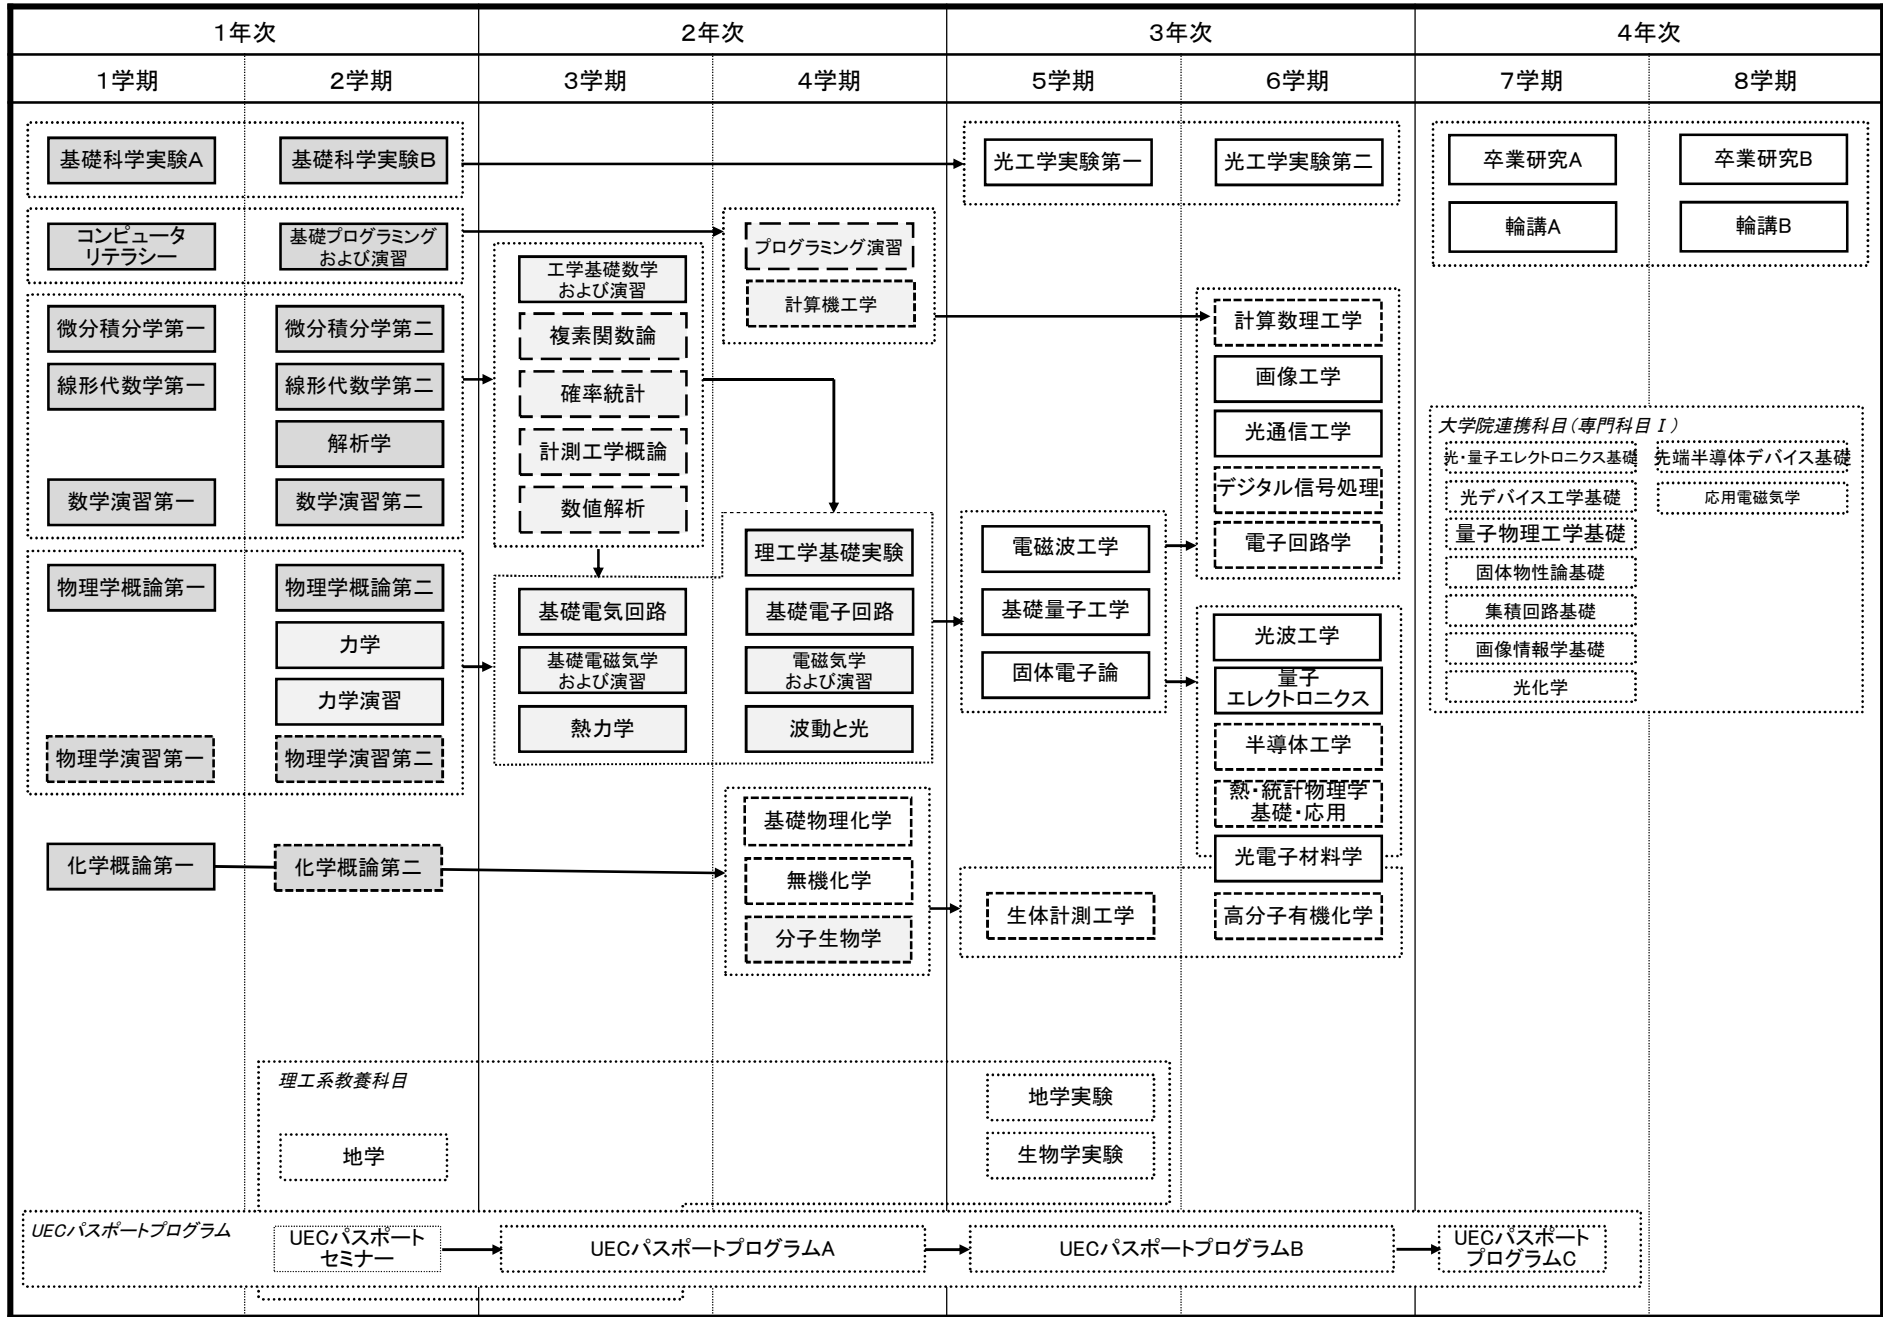 1年次
2年次
3年次
4年次
1学期
2学期
3学期
4学期
5学期
6学期
7学期
8学期
基礎科学実験A
基礎科学実験B
光工学実験第一
光工学実験第二
卒業研究A
卒業研究B
輪講A
輪講B
コンピュータ
リテラシー
基礎プログラミング
および演習
プログラミング演習
計算機工学
工学基礎数学
および演習
複素関数論
確率統計
計測工学概論
数値解析
微分積分学第一
微分積分学第二
線形代数学第一
線形代数学第二
解析学
数学演習第一
数学演習第二
計算数理工学
画像工学
光通信工学
デジタル信号処理
電子回路学
大学院連携科目(専門科目Ⅰ)
光・量子エレクトロニクス基礎
先端半導体デバイス基礎
光デバイス工学基礎
応用電磁気学
量子物理工学基礎
固体物性論基礎
集積回路基礎
画像情報学基礎
光化学
物理学概論第一
物理学概論第二
力学
力学演習
物理学演習第一
物理学演習第二
理工学基礎実験
基礎電気回路
基礎電子回路
基礎電磁気学
および演習
電磁気学
および演習
熱力学
波動と光
電磁波工学
基礎量子工学
固体電子論
光波工学
量子
エレクトロニクス
半導体工学
熱・統計物理学
基礎・応用
光電子材料学
化学概論第一
化学概論第二
基礎物理化学
無機化学
分子生物学
生体計測工学
高分子有機化学
理工系教養科目
地学
地学実験
生物学実験
UECパスポートプログラム
UECパスポート
セミナー
UECパスポートプログラムA
UECパスポートプログラムB
UECパスポート
プログラムC